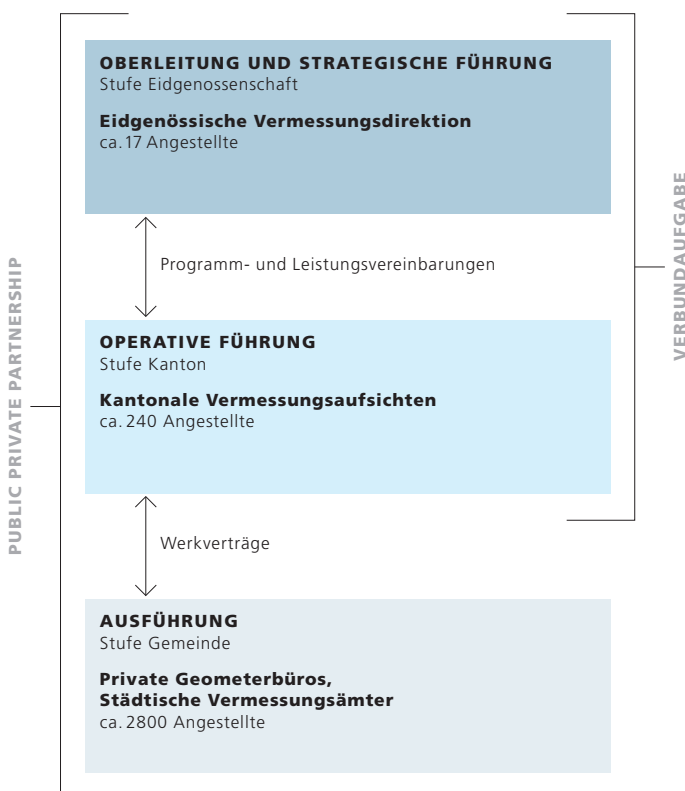 OBERLEITUNG UND STRATEGISCHE FÜHRUNG
Stufe Eidgenossenschaft
Eidgenössische Vermessungsdirektion
ca. 17 Angestellte
Programm- und Leistungsvereinbarungen
OPERATIVE FÜHRUNG
Stufe Kanton
Kantonale Vermessungsaufsichten
ca. 240 Angestellte
Werkverträge
AUSFÜHRUNG
Stufe Gemeinde
Private Geometerbüros,
Städtische Vermessungsämter
ca. 2800 Angestellte
PUBLIC PRIVATE PARTNERSHIP
VERBUNDAUFGABE